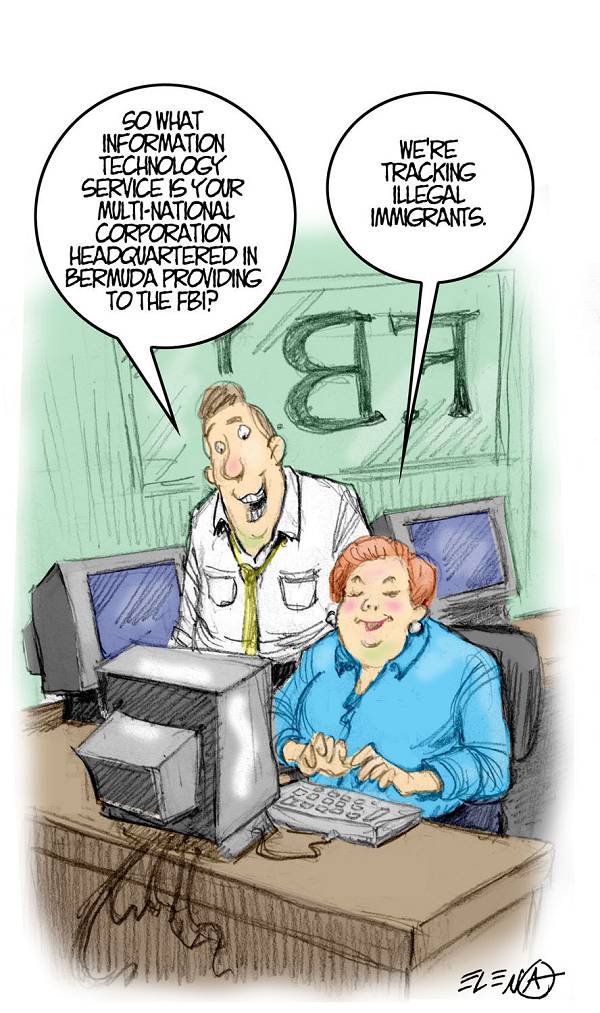 SO WHAT
INFORMATION
TECHNOLOGY
SERVICE IS YOUR
MULTI-NATIONAL
CORPORATION
HEADQUARTERED IN
BERMUDA PROVIDING
TO THE FBI?
WE'RE
TRACKING
ILLEGAL
IMMIGRANTS.
F.B.I.
ELENA